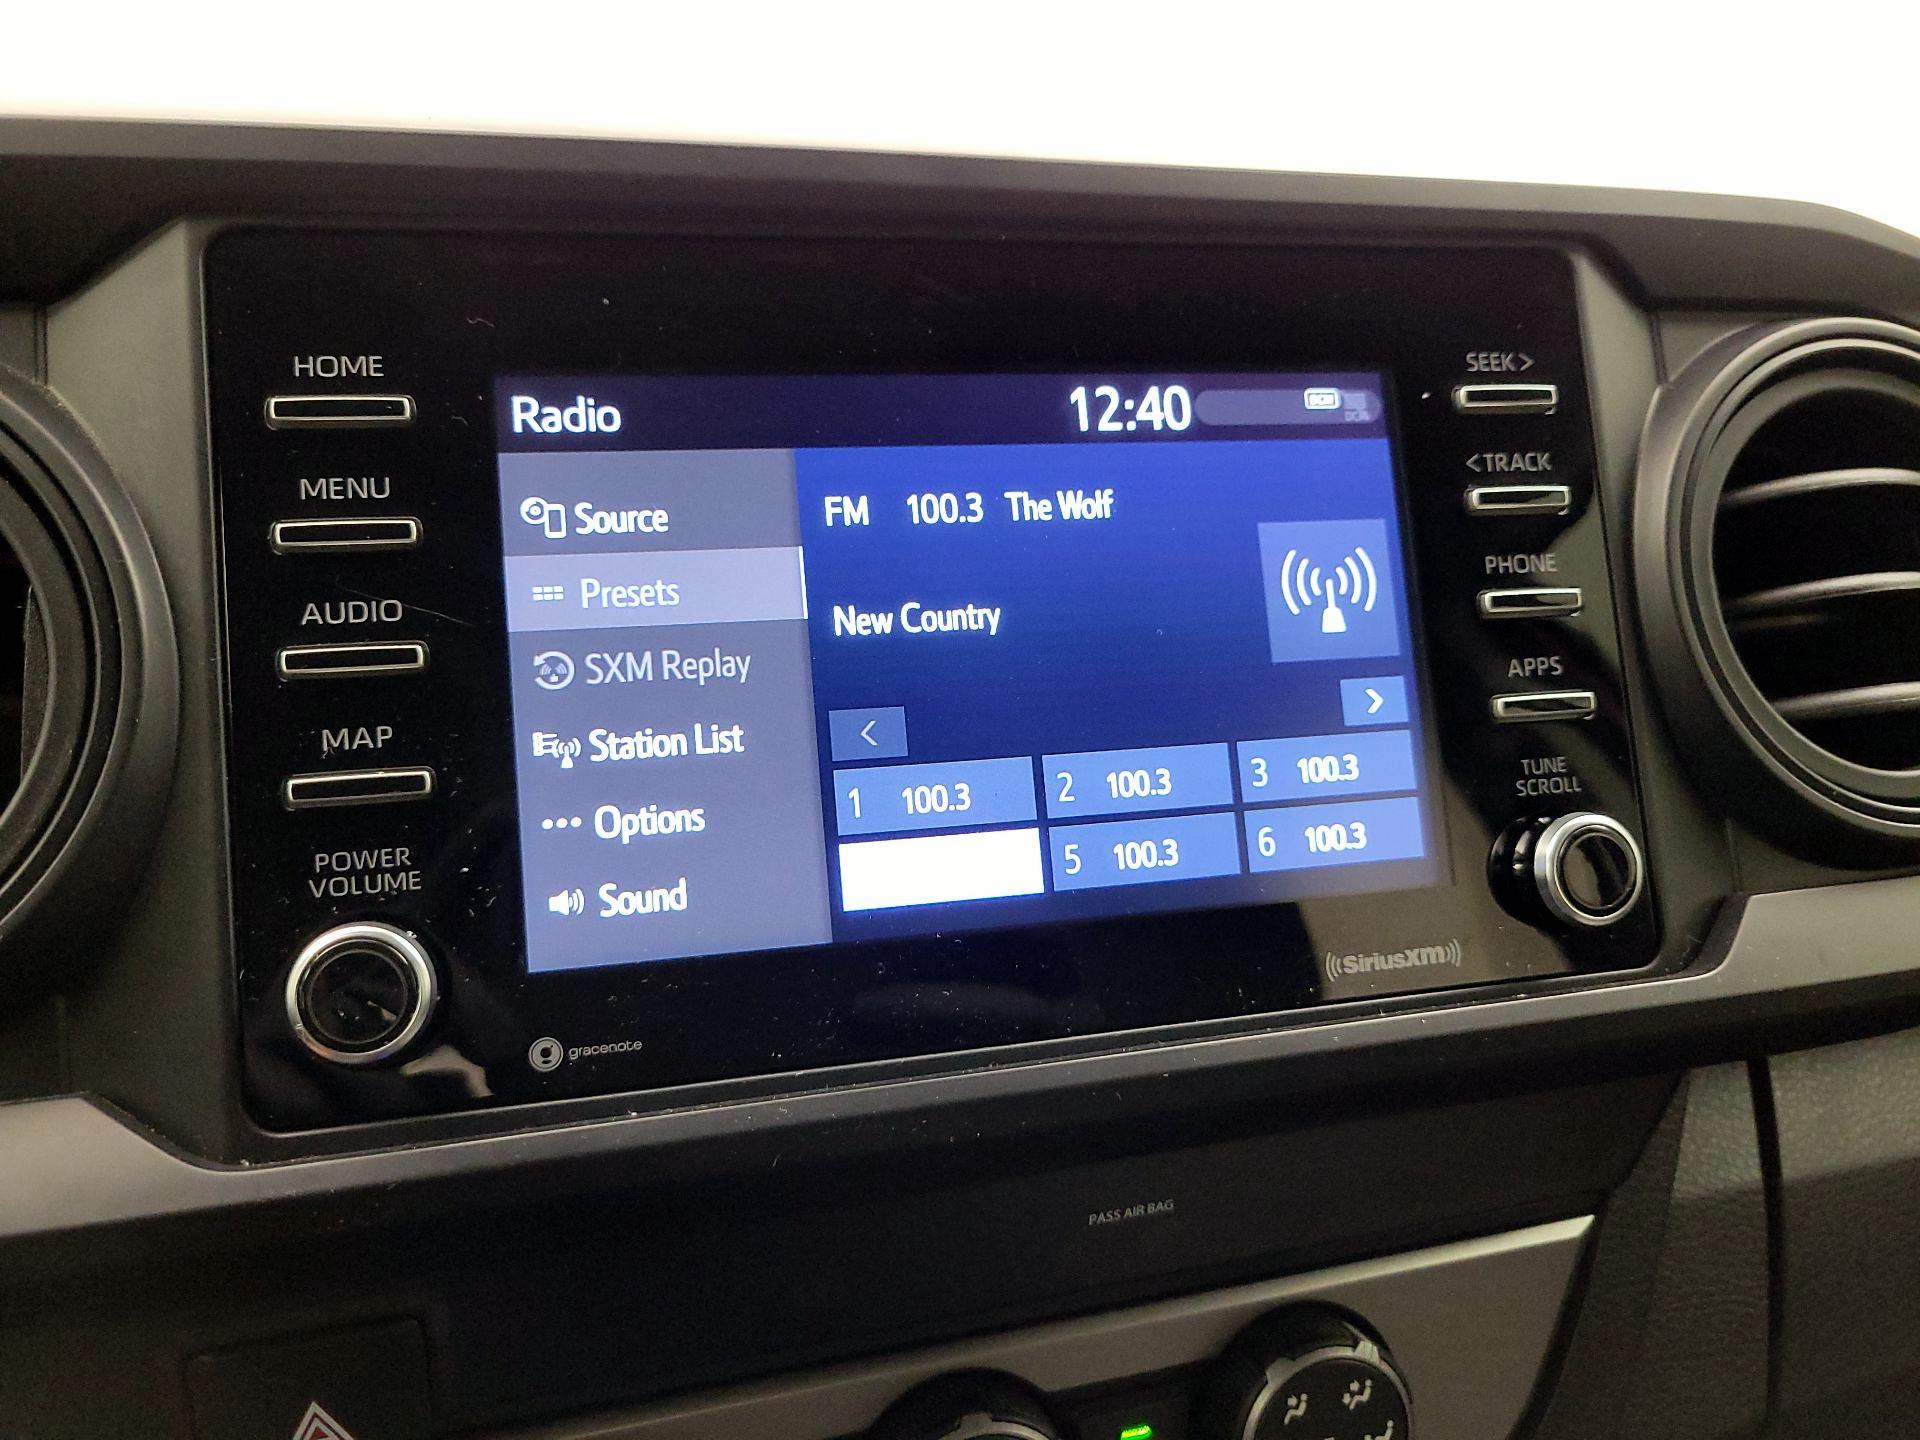 HOME
MENU
AUDIO
MAP
POWER
VOLUME
Radio
12:40
DCM
Source
Presets
SXM Replay
Station List
Options
Sound
FM 100.3 The Wolf
New Country
<
>
1 100.3
2 100.3
3 100.3
5 100.3
6 100.3
SEEK >
< TRACK
PHONE
APPS
TUNE
SCROLL
((SiriusXM))
gracenote
PASS AIR BAG